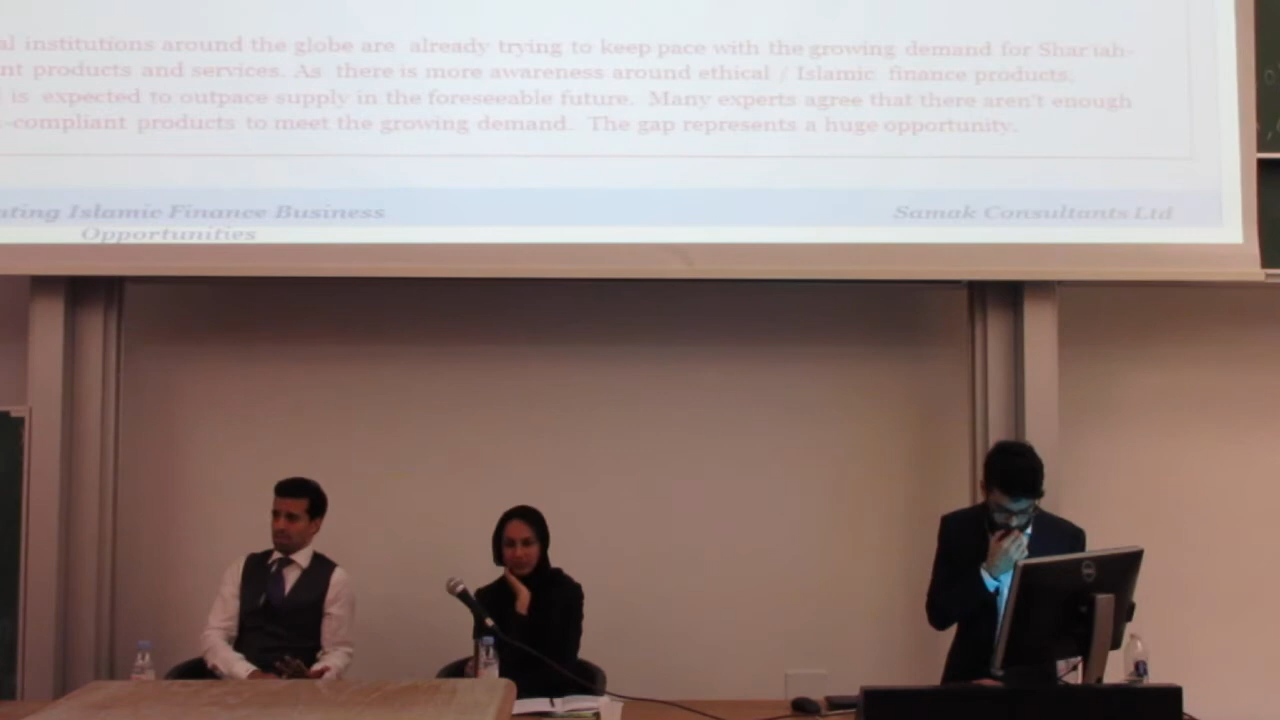 al institutions around the globe are already trying to keep pace with the growing demand for Shariah-
nt products and services. As there is more awareness around ethical / Islamic finance products,
is expected to outpace supply in the foreseeable future. Many experts agree that there aren't enough
-compliant products to meet the growing demand. The gap represents a huge opportunity.
ating Islamic Finance Business
Opportunities
Samak Consultants Ltd
DELL